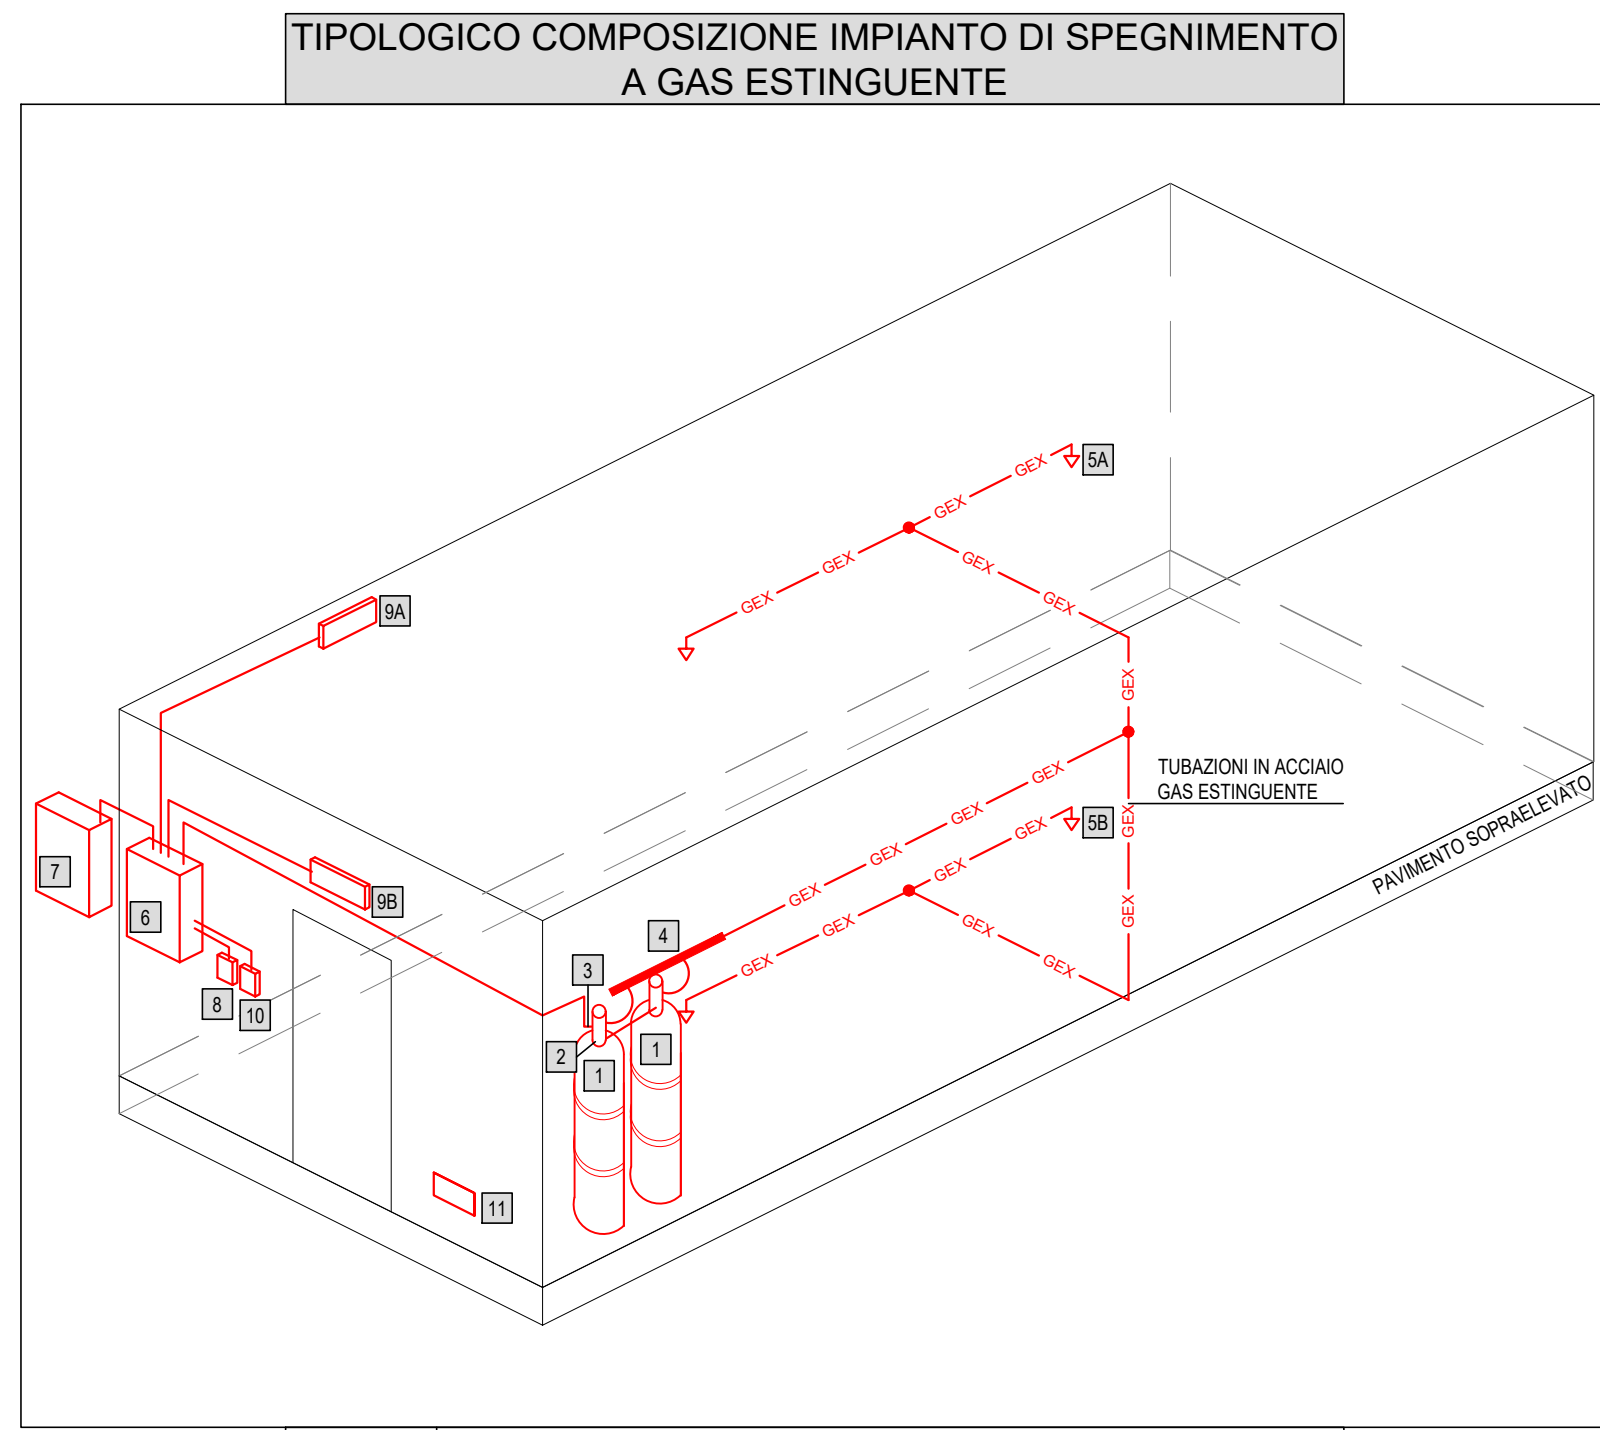 TIPOLOGICO COMPOSIZIONE IMPIANTO DI SPEGNIMENTO
A GAS ESTINGUENTE
GEX
5A
GEX
GEX
GEX
GEX
GEX
9A
GEX
GEX
TUBAZIONI IN ACCIAIO
GAS ESTINGUENTE
GEX
GEX
5B
GEX
PAVIMENTO SOPRAELEVATO
GEX
GEX
7
GEX
9B
6
GEX
GEX
GEX
4
GEX
GEX
3
8
10
2
1
1
11